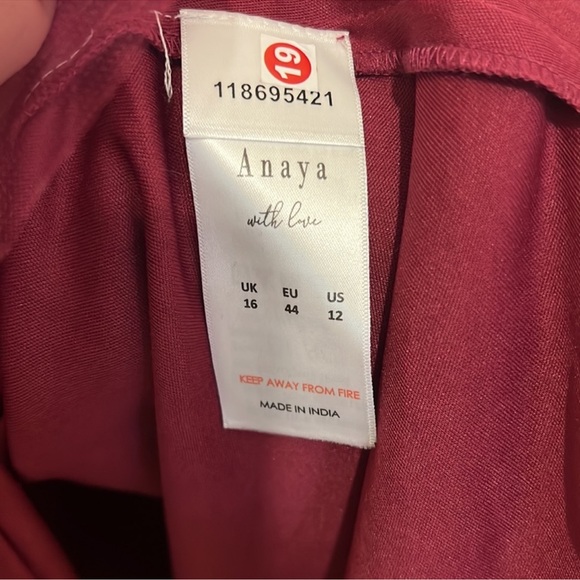 19
118695421
Anaya
with love
UK EU US
16 44 12
KEEP AWAY FROM FIRE
MADE IN INDIA